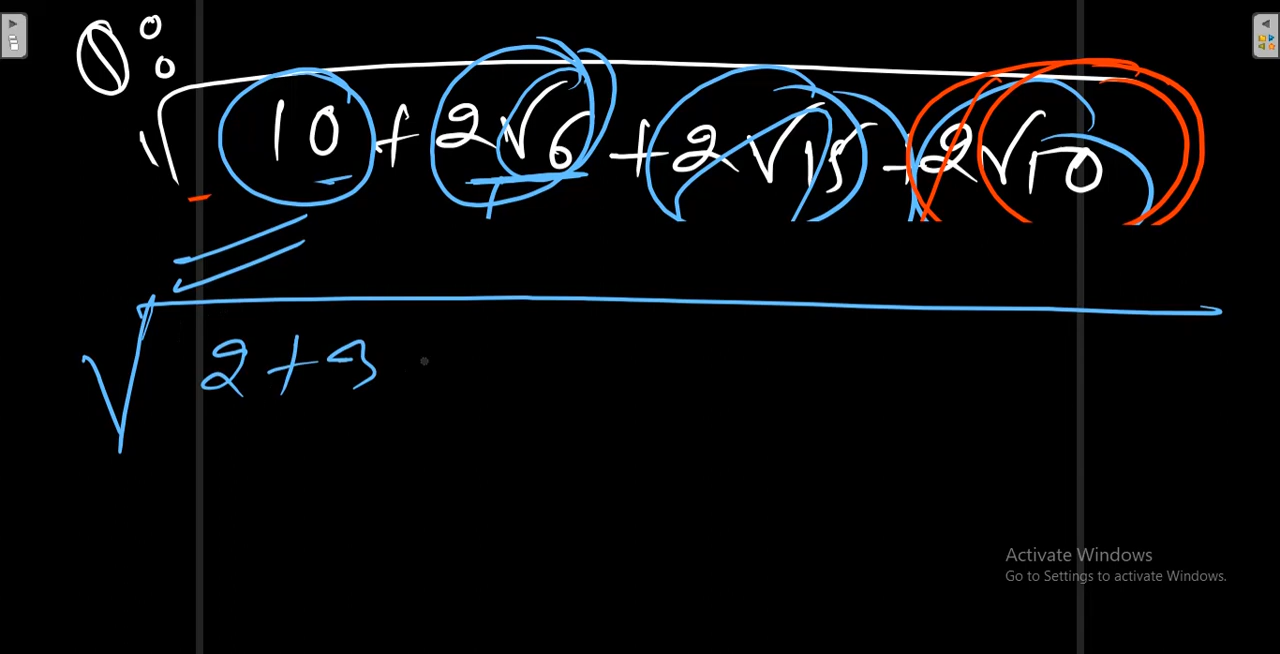 Q:
√10 + 2√6 + 2√15 + 2√10
√2 + 3
Activate Windows
Go to Settings to activate Windows.